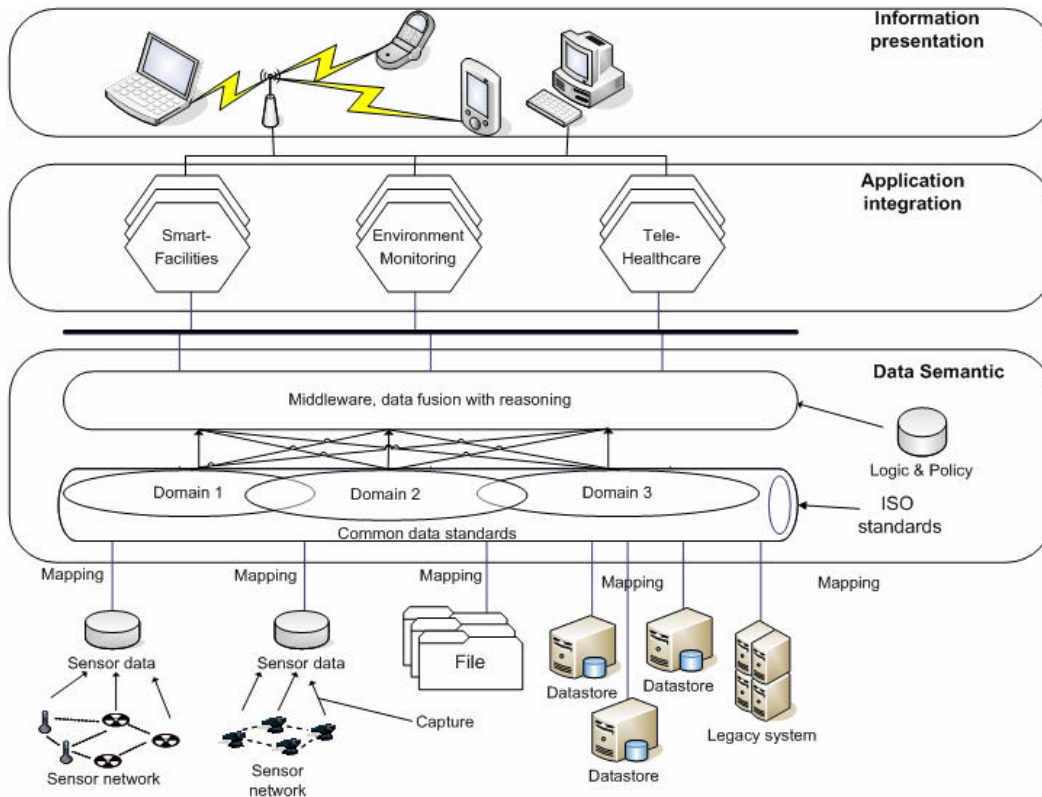 Information
presentation
Application
integration
Smart-
Facilities
Environment
Monitoring
Tele-
Healthcare
Data Semantic
Middleware, data fusion with reasoning
Logic & Policy
Domain 1
Domain 2
Domain 3
ISO
standards
Common data standards
Mapping
Mapping
Mapping
Mapping
Mapping
Sensor data
Sensor data
File
Datastore
Datastore
Capture
Legacy system
Sensor network
Sensor
network
Datastore